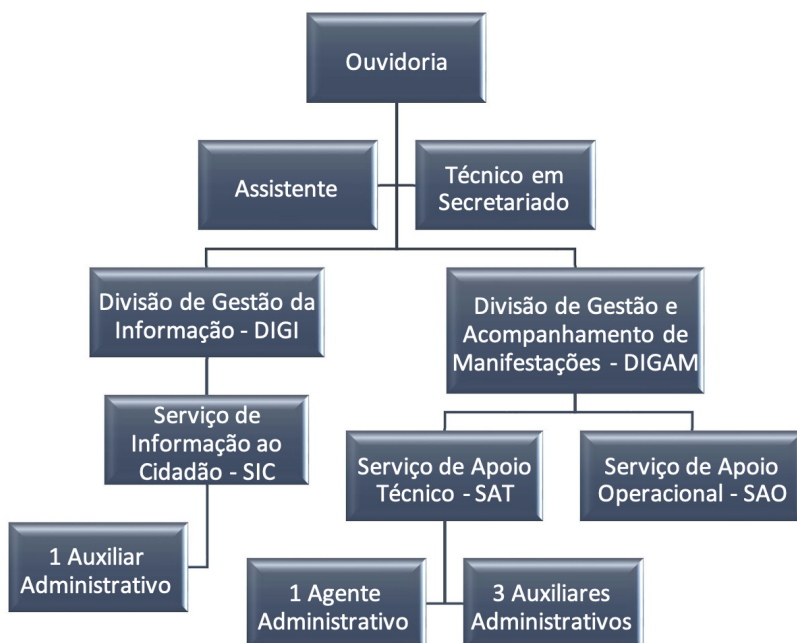 Ouvidoria
Assistente
Técnico em
Secretariado
Divisão de Gestão da
Informação - DIGI
Divisão de Gestão e
Acompanhamento de
Manifestações - DIGAM
Serviço de
Informação ao
Cidadão - SIC
Serviço de Apoio
Técnico - SAT
Serviço de Apoio
Operacional - SAO
1 Auxiliar
Administrativo
1 Agente
Administrativo
3 Auxiliares
Administrativos